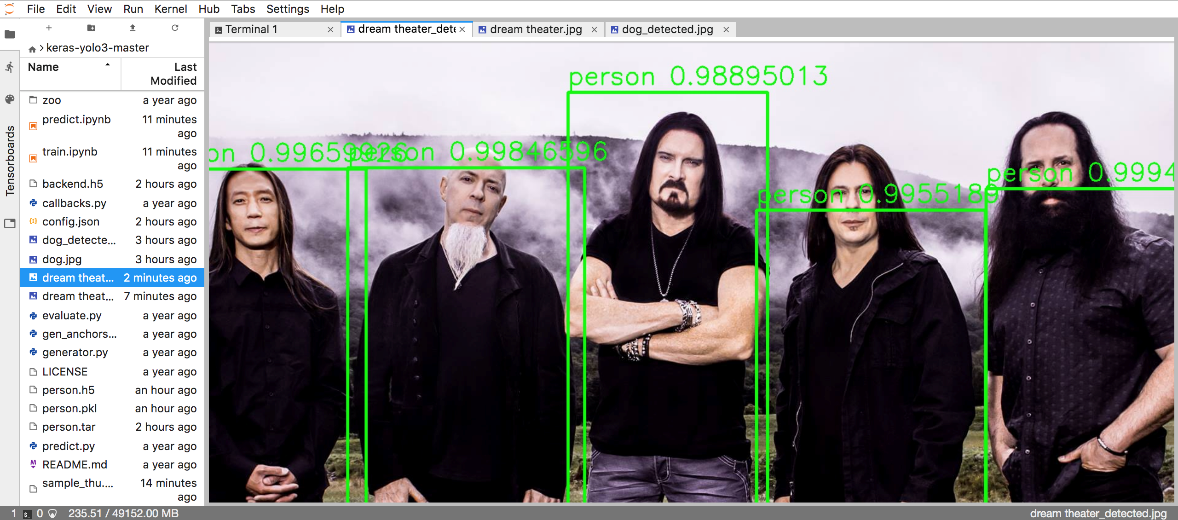 File Edit View Run Kernel Hub Tabs Settings Help
Terminal 1
dream theater_dete
dream theater.jpg
dog_detected.jpg
keras-yolo3-master
Name
Last Modified
zoo a year ago
predict.ipynb 11 minutes ago
train.ipynb 11 minutes ago
backend.h5 2 hours ago
callbacks.py a year ago
config.json 2 hours ago
dog_detecte... 3 hours ago
dog.jpg 3 hours ago
dream theat... 2 minutes ago
dream theat... 7 minutes ago
evaluate.py a year ago
gen_anchors... a year ago
generator.py a year ago
LICENSE a year ago
person.h5 an hour ago
person.pkl an hour ago
person.tar 2 hours ago
predict.py a year ago
README.md a year ago
sample_thu.... 14 minutes ago
Tensorboards
person 0.98895013
on 0.99659926
person 0.99846596
person 0.9955189
person 0.9994
1 0 235.51 / 49152.00 MB
dream theater_detected.jpg